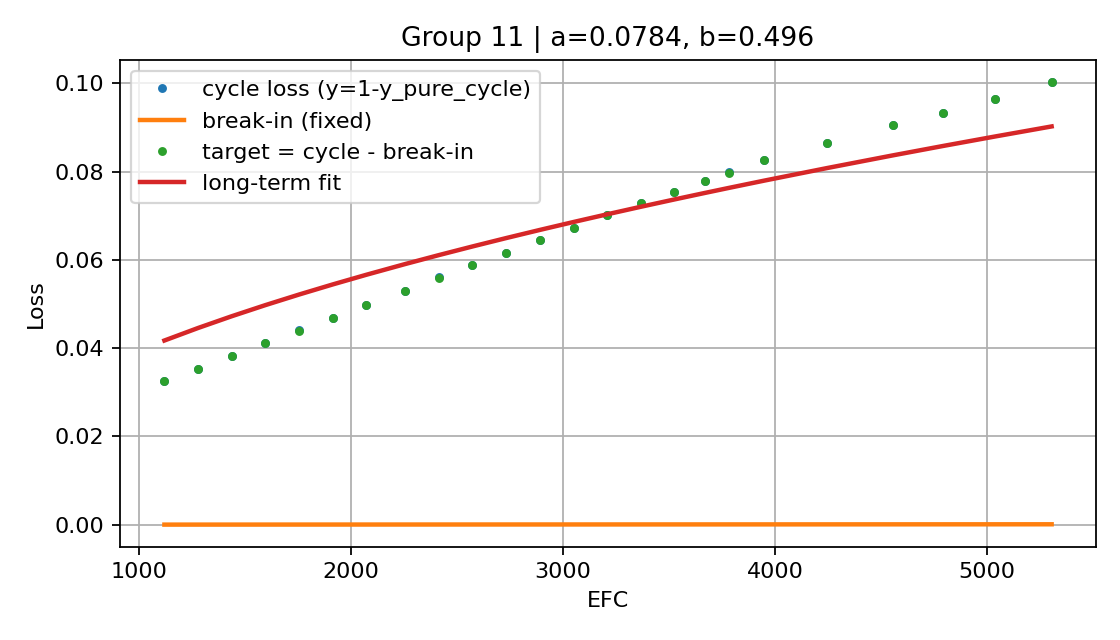 Group 11 | a=0.0784, b=0.496
cycle loss (y=1-y_pure_cycle)
break-in (fixed)
target = cycle - break-in
long-term fit
0.10
0.08
0.06
0.04
0.02
0.00
Loss
1000 2000 3000 4000 5000
EFC